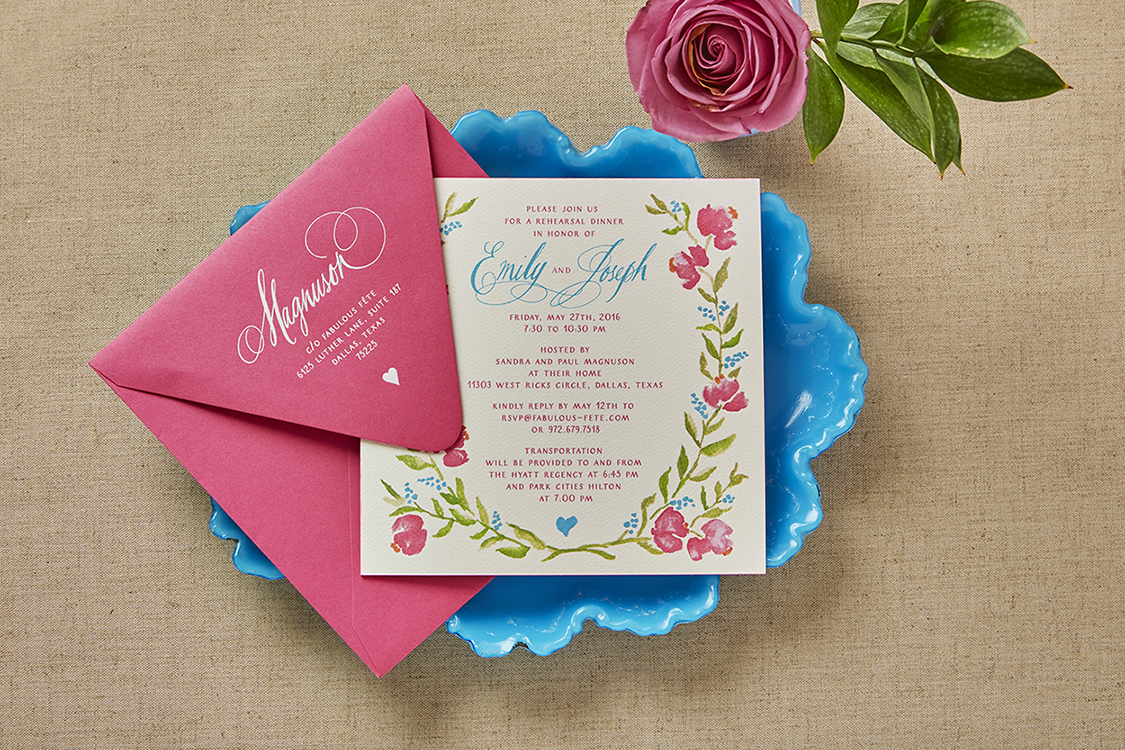 Magnuson
C/O FABULOUS FÊTE
6125 LUTHER LANE, SUITE 187
DALLAS, TEXAS
75225
PLEASE JOIN US
FOR A REHEARSAL DINNER
IN HONOR OF
Emily AND Joseph
FRIDAY, MAY 27TH, 2016
7:30 TO 10:30 PM
HOSTED BY
SANDRA AND PAUL MAGNUSON
AT THEIR HOME
11303 WEST RICKS CIRCLE, DALLAS, TEXAS
KINDLY REPLY BY MAY 12TH TO
RSVP@FABULOUS-FETE.COM
OR 972.679.7518
TRANSPORTATION
WILL BE PROVIDED TO AND FROM
THE HYATT REGENCY AT 6:45 PM
AND PARK CITIES HILTON
AT 7:00 PM